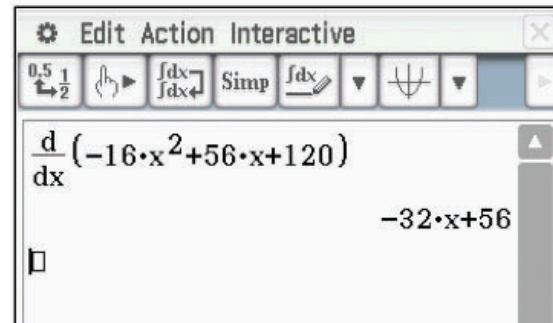 Edit Action Interactive
0.5 1/2 ∫dx ∫dx Simp ∫dx
d/dx(-16·x²+56·x+120)
-32·x+56